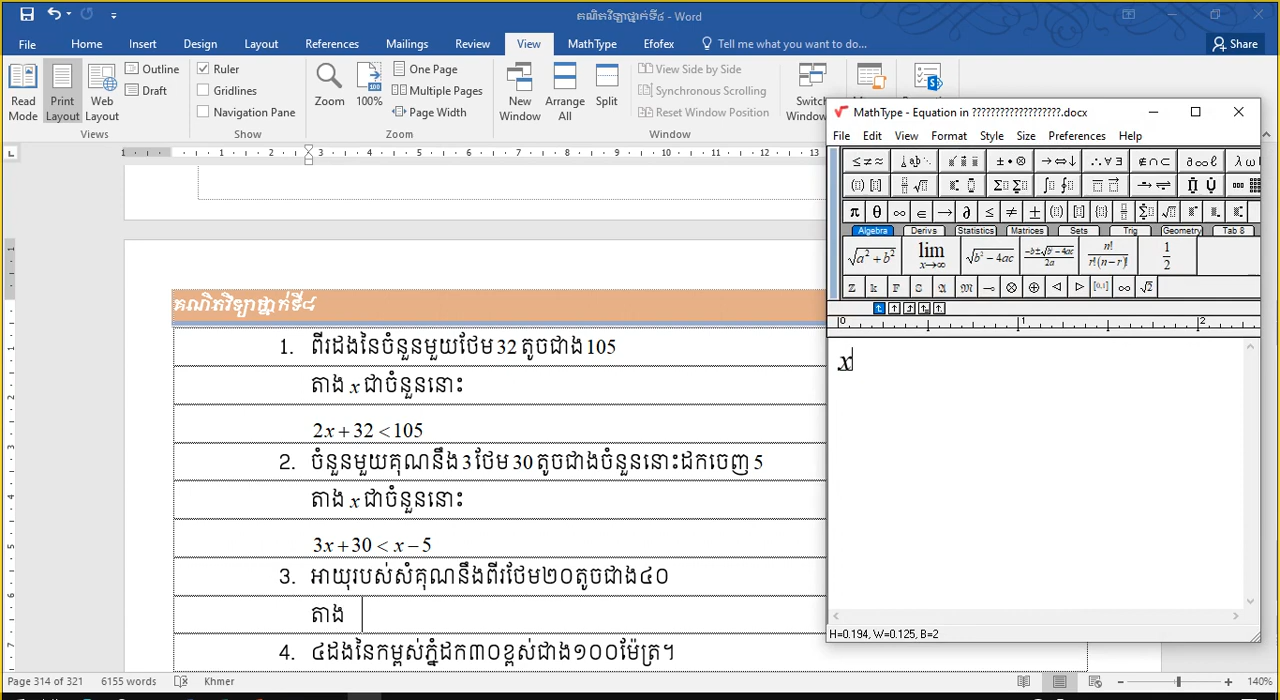 គណិតវិទ្យាថ្នាក់ទី៨ - Word
Share
File Home Insert Design Layout References Mailings Review View MathType Efofex Tell me what you want to do...
Read Mode
Print Layout
Web Layout
Outline
Draft
Views
Ruler
Gridlines
Navigation Pane
Show
Zoom
100%
One Page
Multiple Pages
Page Width
Zoom
New Window
Arrange All
Split
View Side by Side
Synchronous Scrolling
Reset Window Position
Window
MathType - Equation in ???????????????????.docx
File Edit View Format Style Size Preferences Help
Algebra Derivs Statistics Matrices Sets Trig Geometry Tab 8
x
H=0.194, W=0.125, B=2
គណិតវិទ្យាថ្នាក់ទី៨
1. ពីរដងនៃចំនួនមួយថែម 32 តូចជាង 105
តាង x ជាចំនួននោះ
2x + 32 < 105
2. ចំនួនមួយគុណនឹង 3 ថែម 30 តូចជាងចំនួននោះដកចេញ 5
តាង x ជាចំនួននោះ
3x + 30 < x − 5
3. អាយុរបស់សំគុណនឹងពីរថែម២០តូចជាង៤០
តាង
4. ៤ដងនៃកម្ពស់ភ្នំដក៣០ខ្ពស់ជាង១០០ម៉ែត្រ។
Page 314 of 321 6155 words Khmer 140%